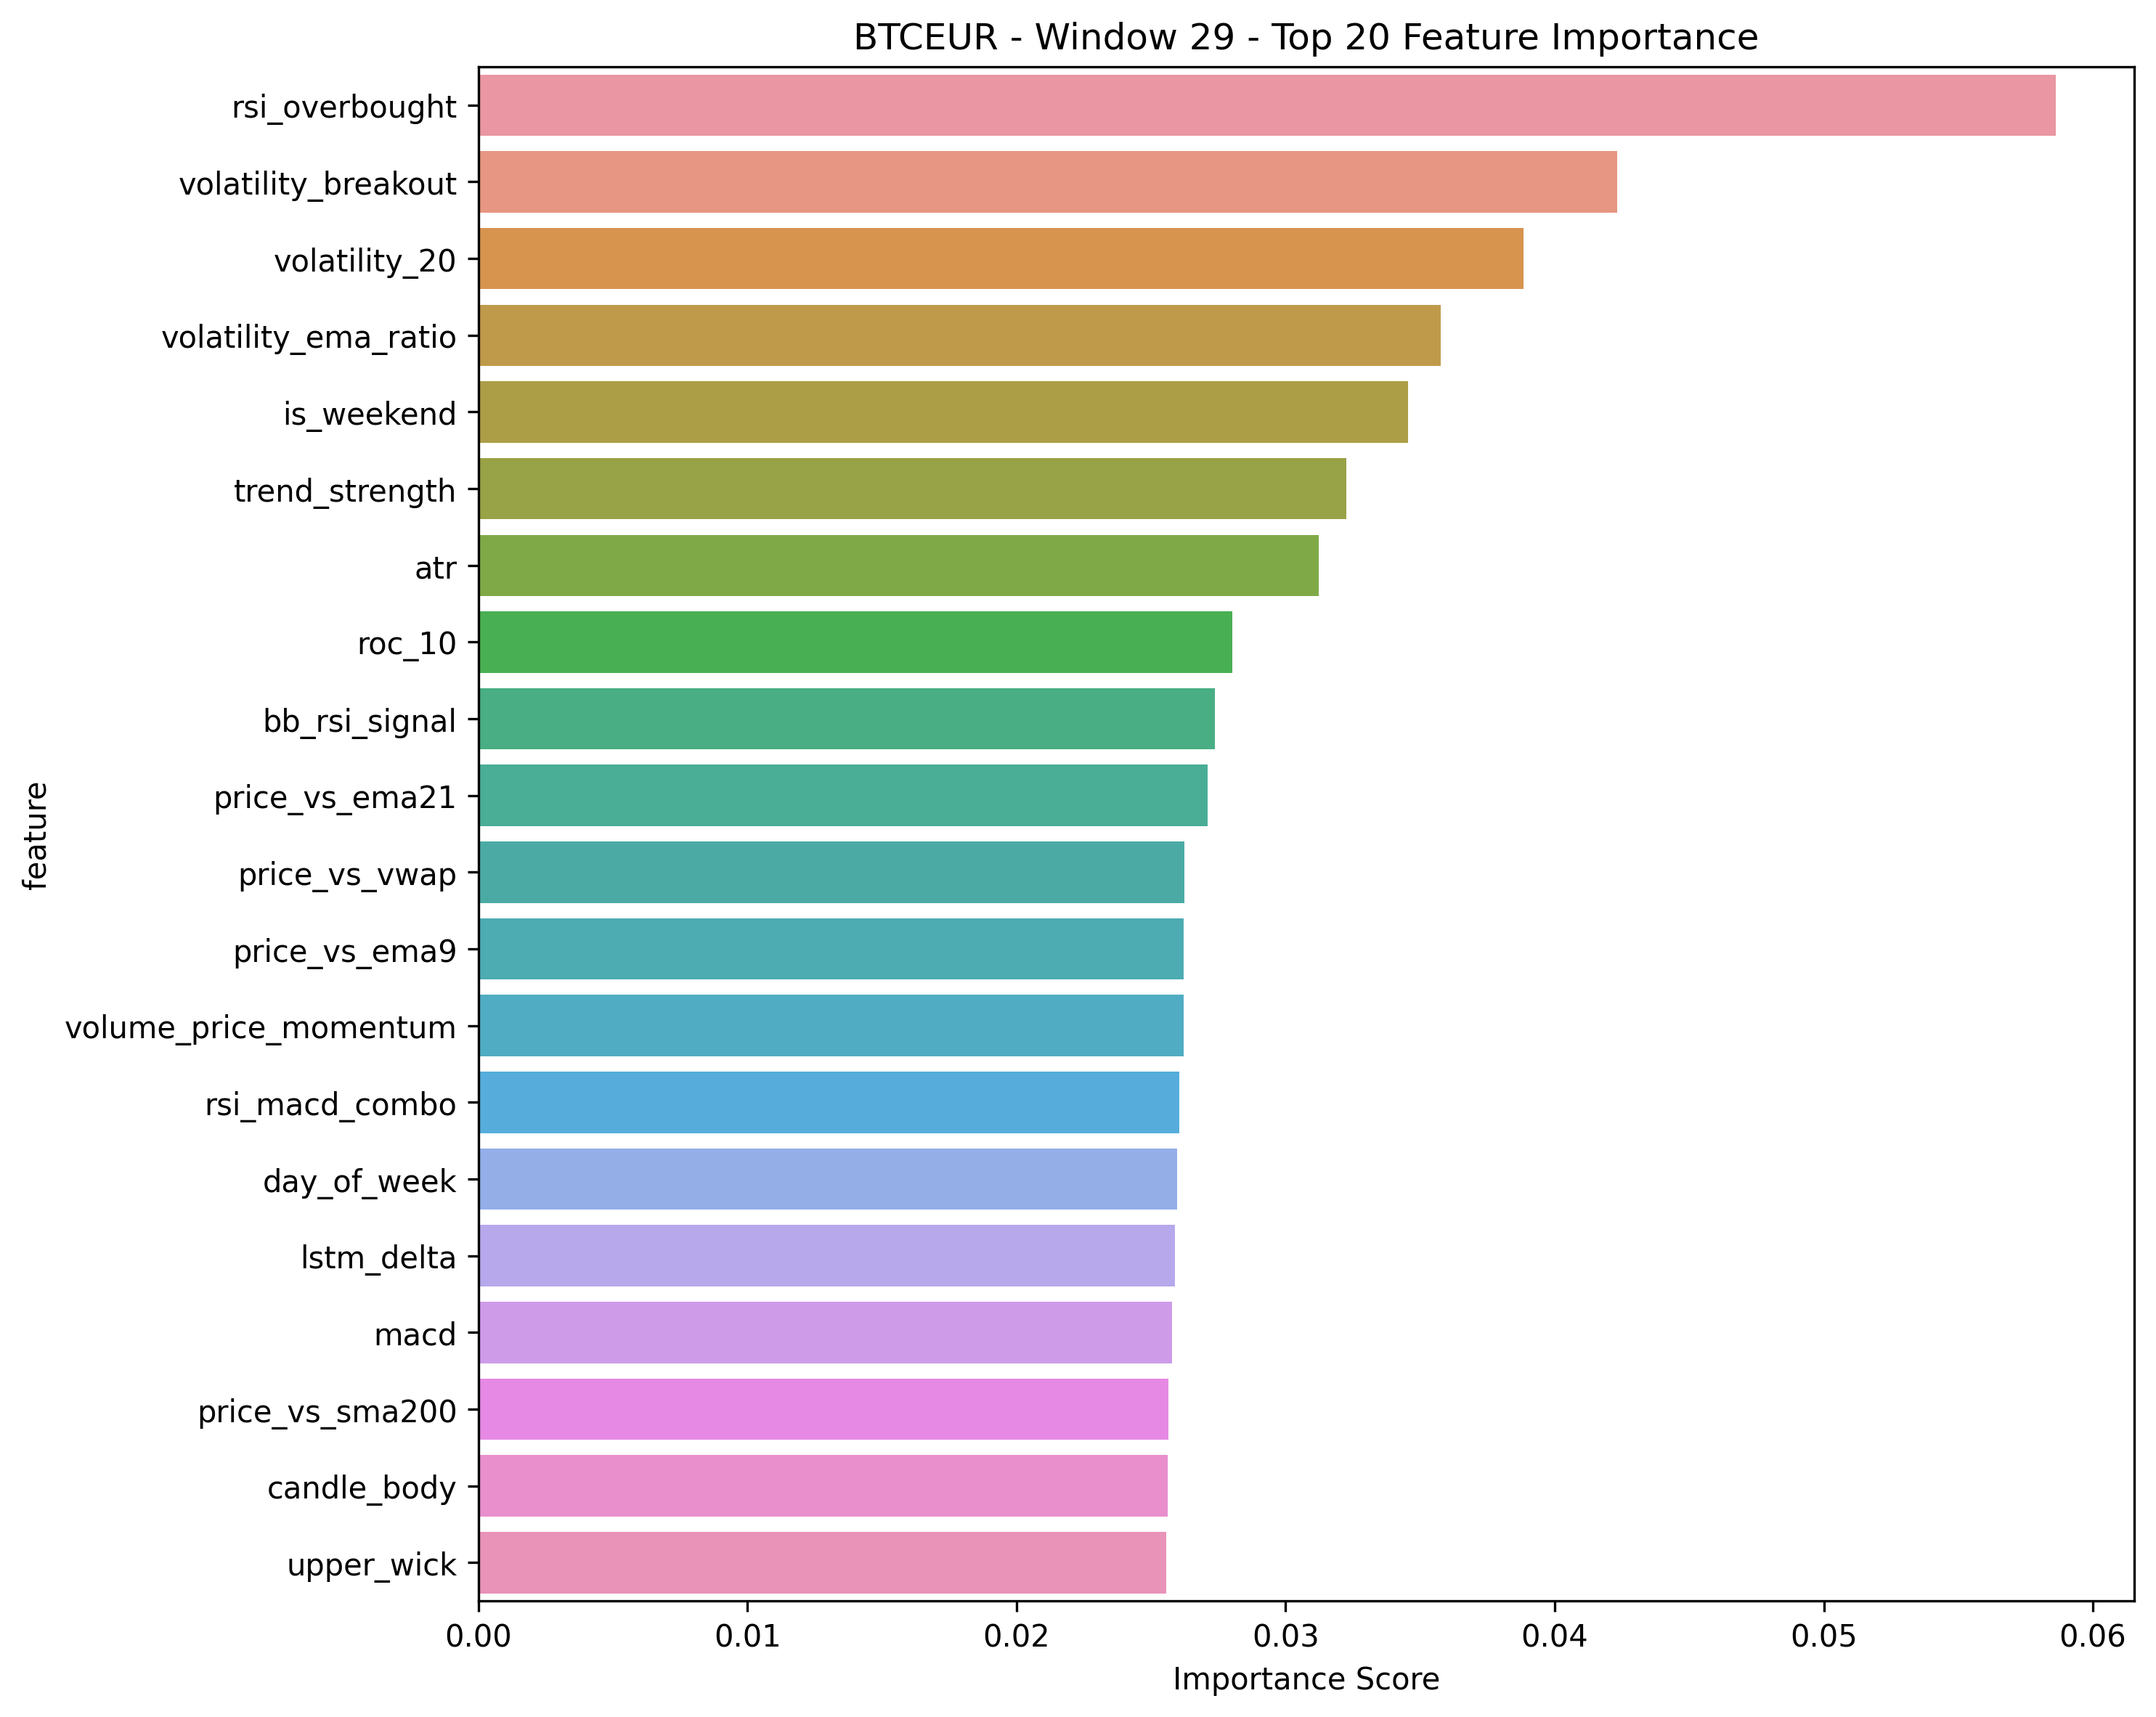 BTCEUR - Window 29 - Top 20 Feature Importance
rsi_overbought
volatility_breakout
volatility_20
volatility_ema_ratio
is_weekend
trend_strength
atr
roc_10
bb_rsi_signal
price_vs_ema21
price_vs_vwap
price_vs_ema9
volume_price_momentum
rsi_macd_combo
day_of_week
lstm_delta
macd
price_vs_sma200
candle_body
upper_wick
feature
0.00 0.01 0.02 0.03 0.04 0.05 0.06
Importance Score